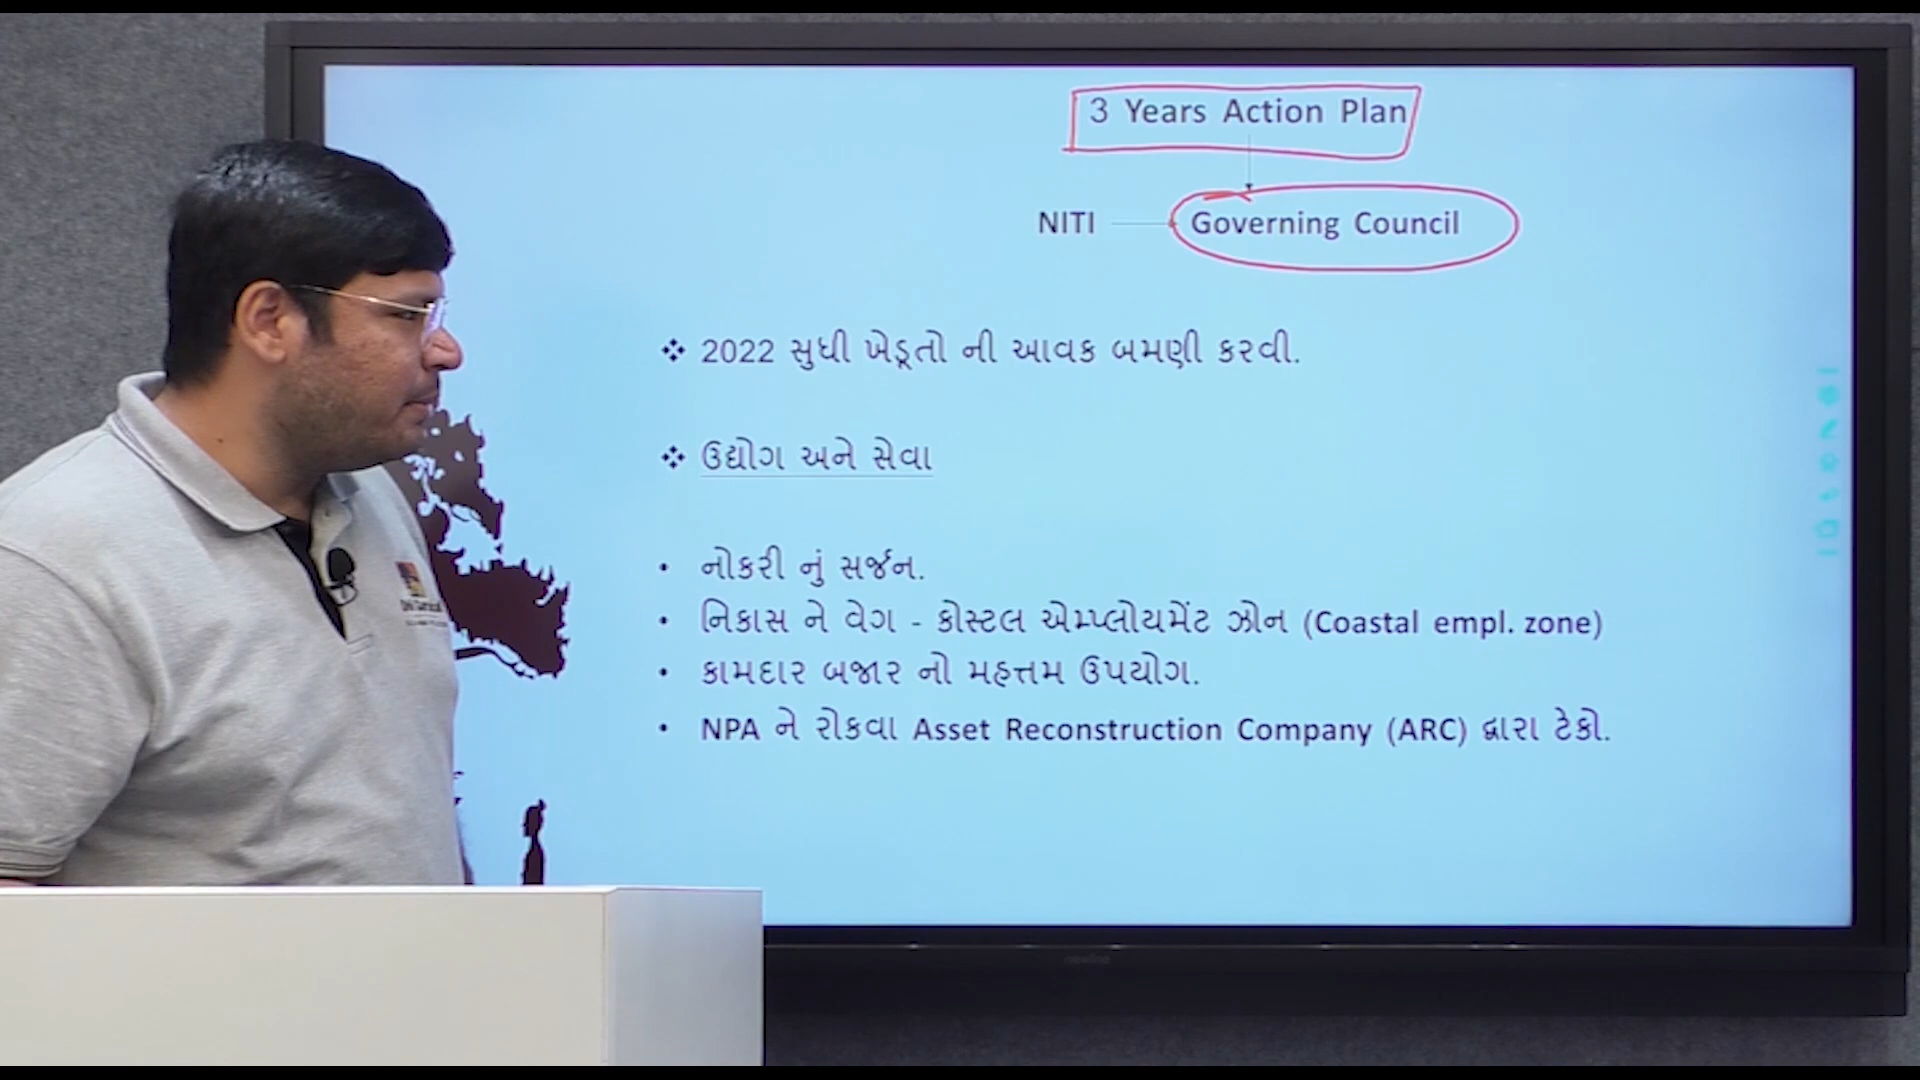 3 Years Action Plan
NITI Governing Council
❖ 2022 સુધી ખેડૂતો ની આવક બમણી કરવી.
❖ ઉદ્યોગ અને સેવા
• નોકરી નું સર્જન.
• નિકાસ ને વેગ - કોસ્ટલ એમ્પ્લોયમેંટ ઝોન (Coastal empl. zone)
• કામદાર બજાર નો મહત્તમ ઉપયોગ.
• NPA ને રોકવા Asset Reconstruction Company (ARC) દ્વારા ટેકો.